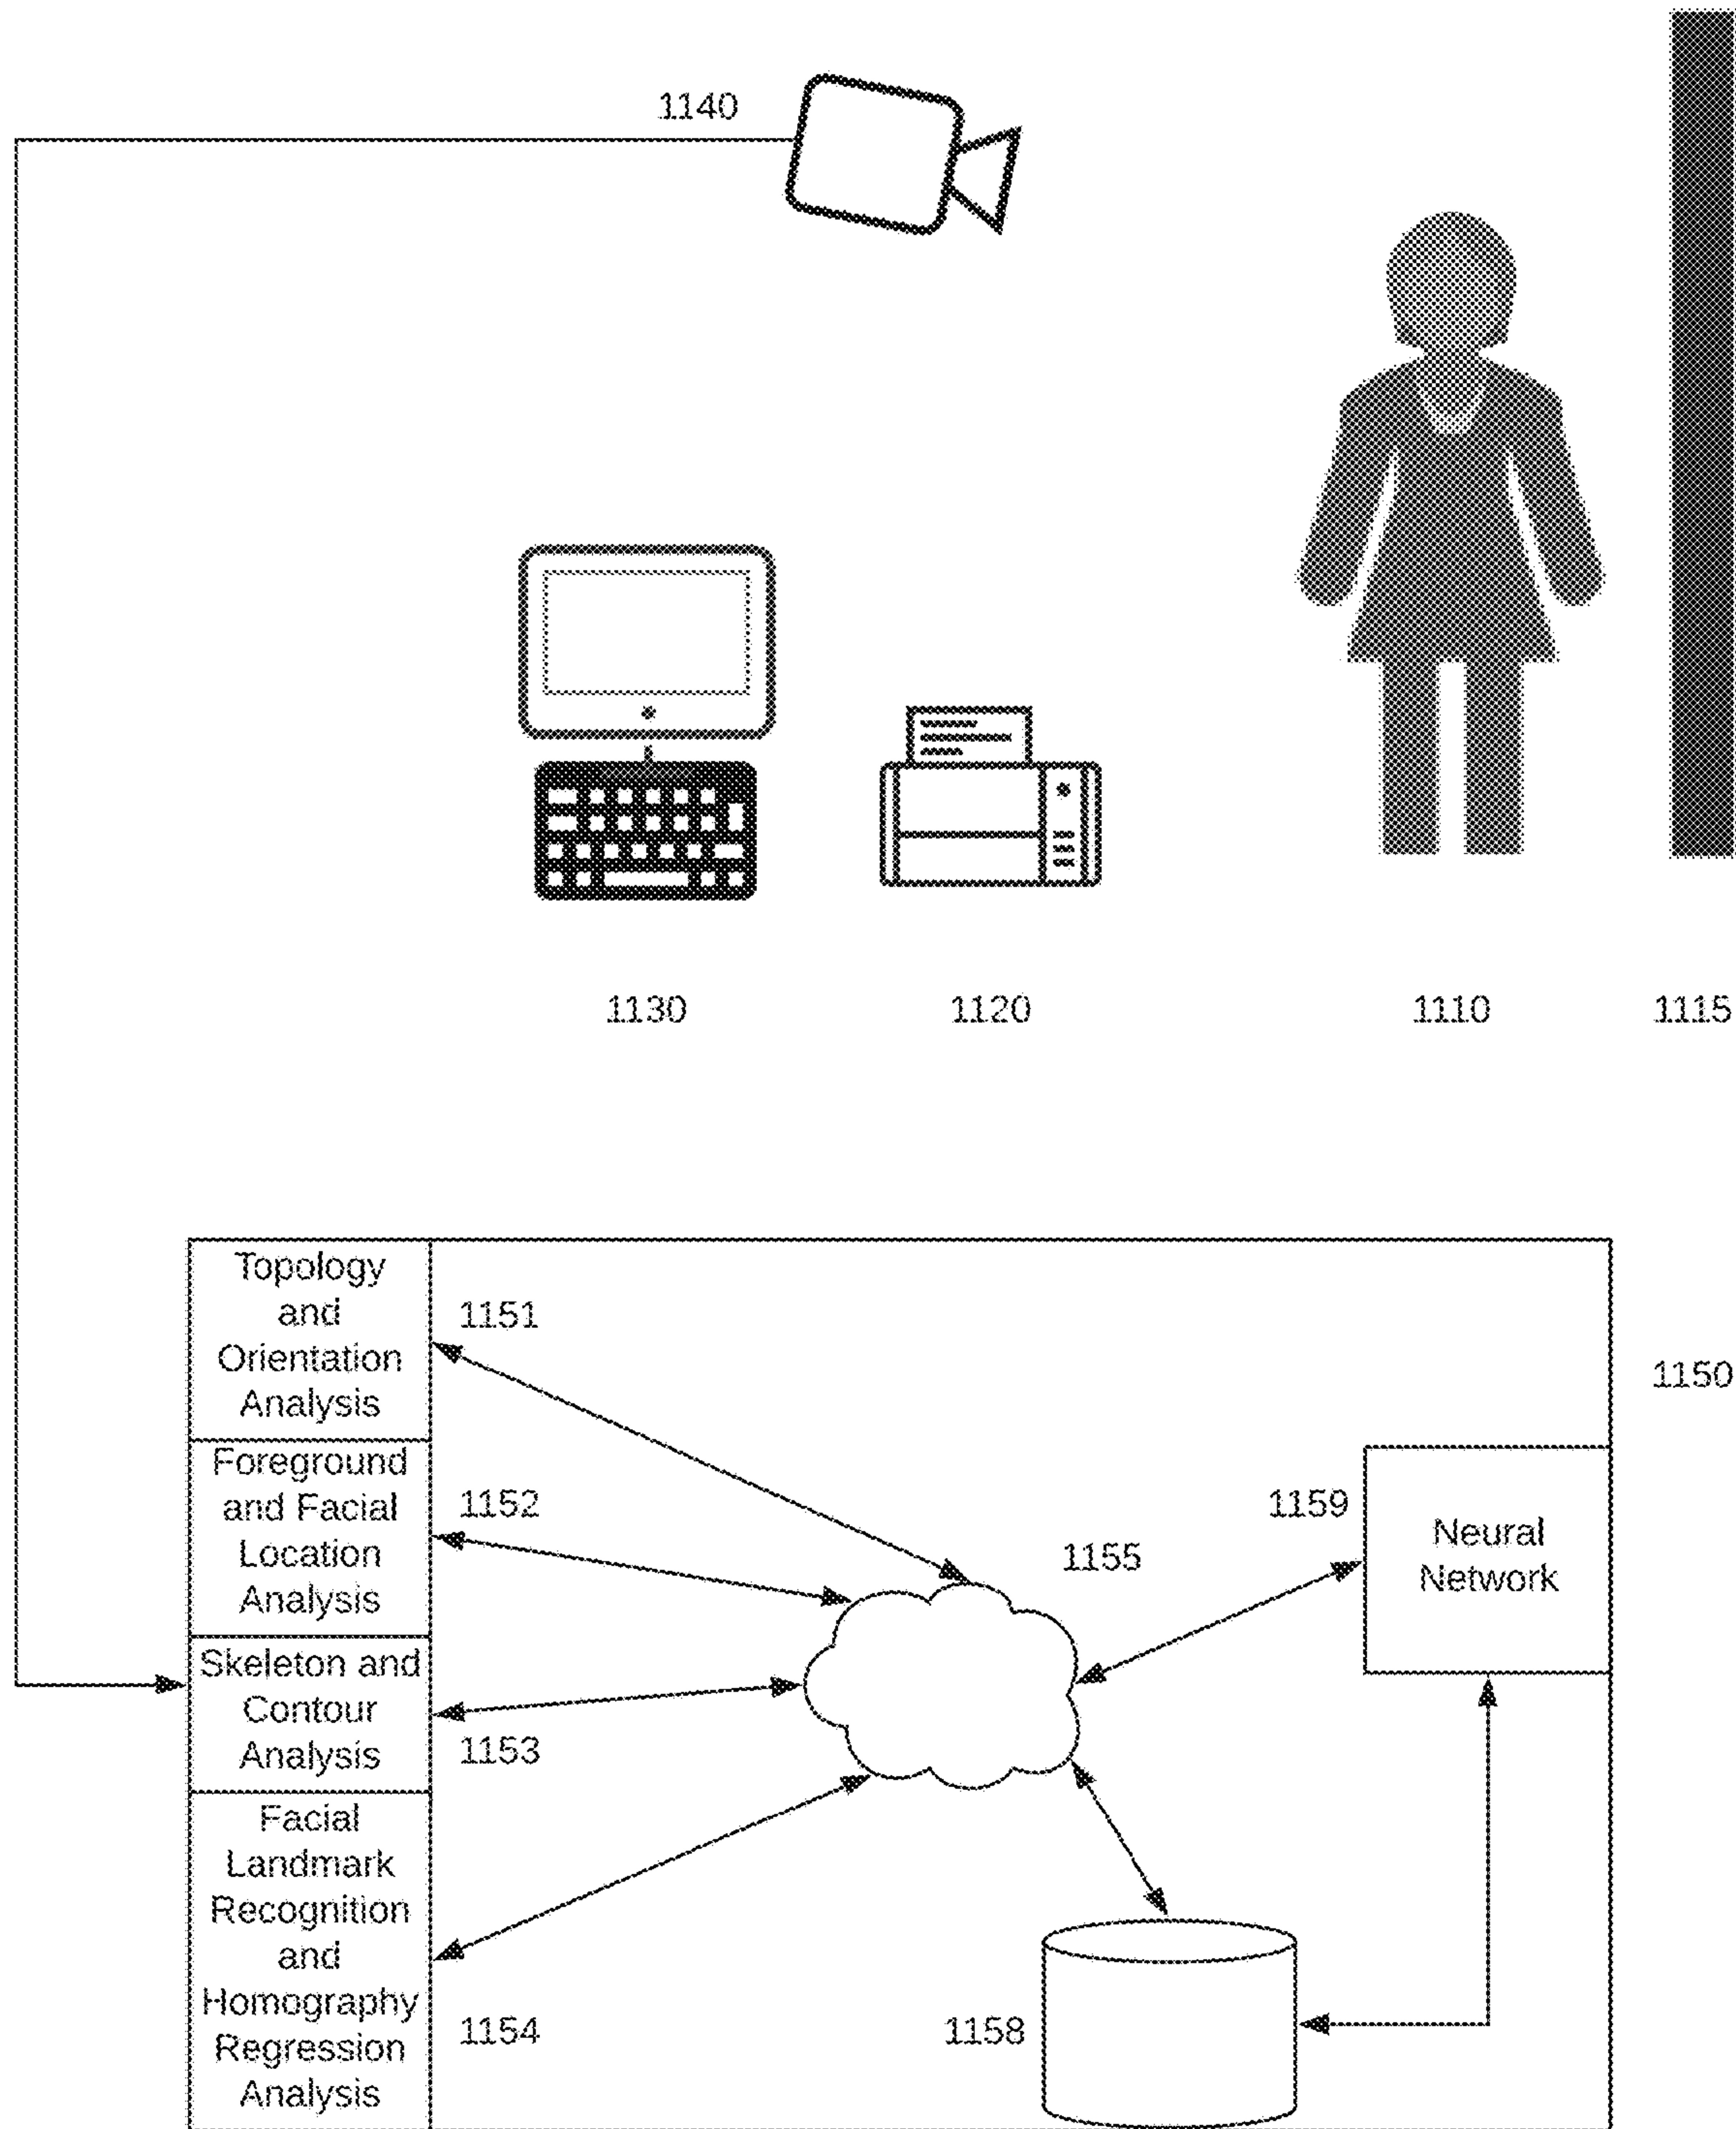 1140
1130
1120
1110
1115
Topology
and
Orientation
Analysis
1151
Foreground
and Facial
Location
Analysis
1152
Skeleton and
Contour
Analysis
1153
Facial
Landmark
Recognition
and
Homography
Regression
Analysis
1154
1155
1159
Neural
Network
1150
1158